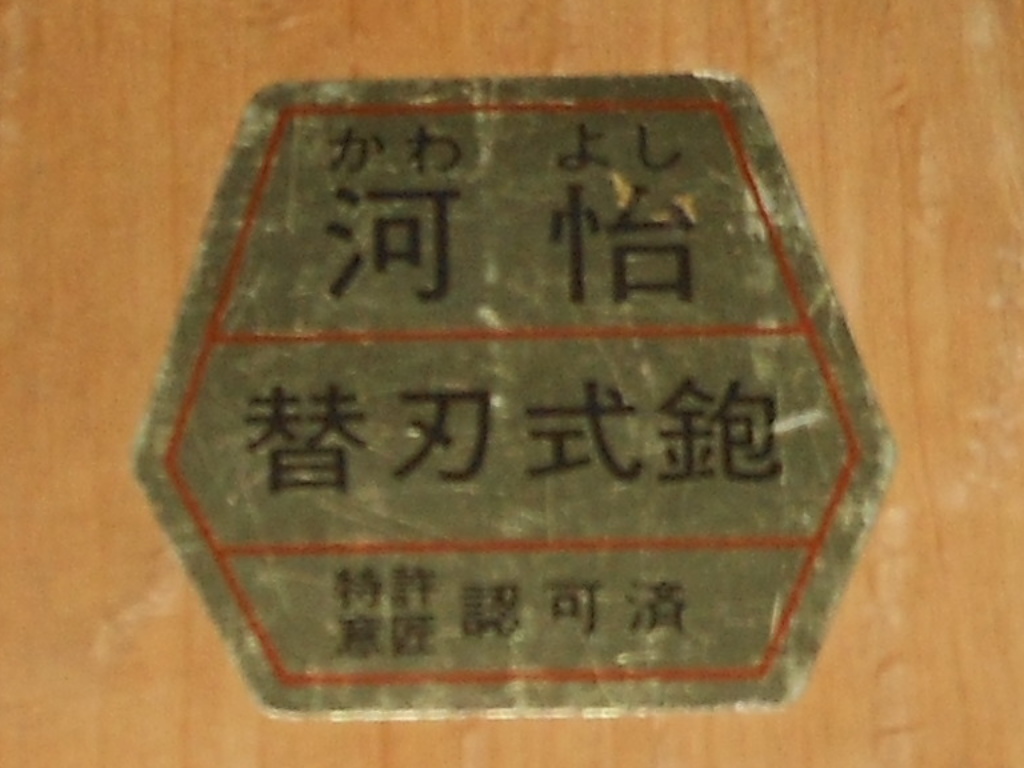 かわ よし
河 怡
替刃式鉋
特許
意匠 認可済